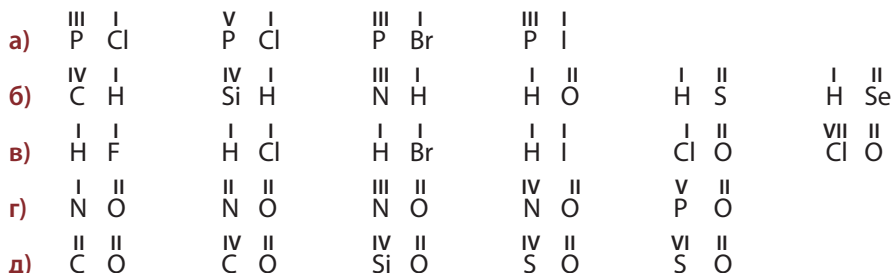 III I V I III I III I
а) P Cl P Cl P Br P I
IV I IV I III I I II I II I II
б) C H Si H N H H O H S H Se
I I I I I I I I I II VII II
в) H F H Cl H Br H I Cl O Cl O
I II II II III II IV II V II
г) N O N O N O N O P O
II II IV II IV II IV II VI II
д) C O C O Si O S O S O